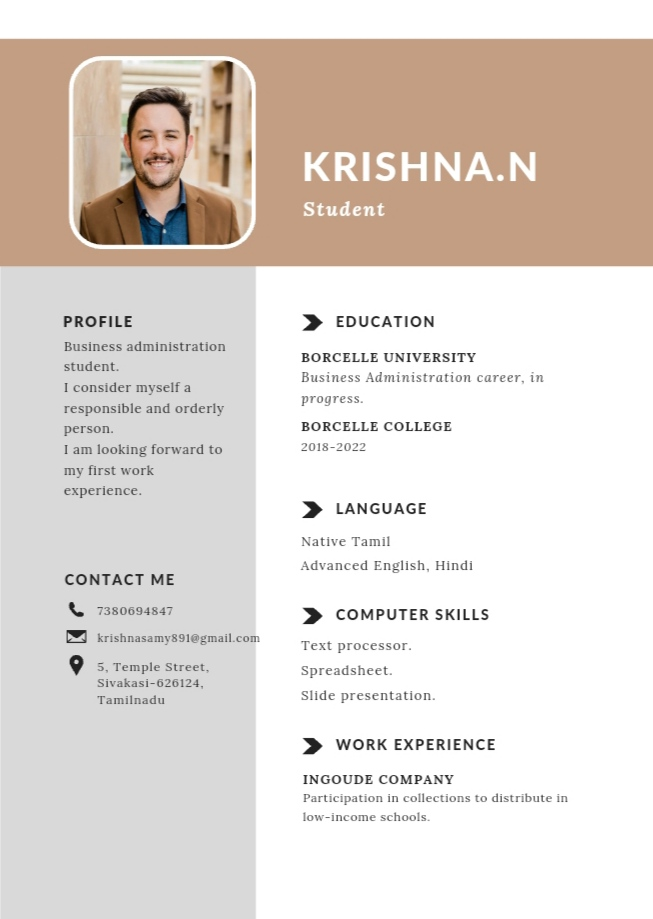 KRISHNA.N
Student
PROFILE
Business administration
student.
I consider myself a
responsible and orderly
person.
I am looking forward to
my first work
experience.
CONTACT ME
7380694847
krishnasamy891@gmail.com
5, Temple Street,
Sivakasi-626124,
Tamilnadu
EDUCATION
BORCELLE UNIVERSITY
Business Administration career, in
progress.
BORCELLE COLLEGE
2018-2022
LANGUAGE
Native Tamil
Advanced English, Hindi
COMPUTER SKILLS
Text processor.
Spreadsheet.
Slide presentation.
WORK EXPERIENCE
INGOUDE COMPANY
Participation in collections to distribute in
low-income schools.